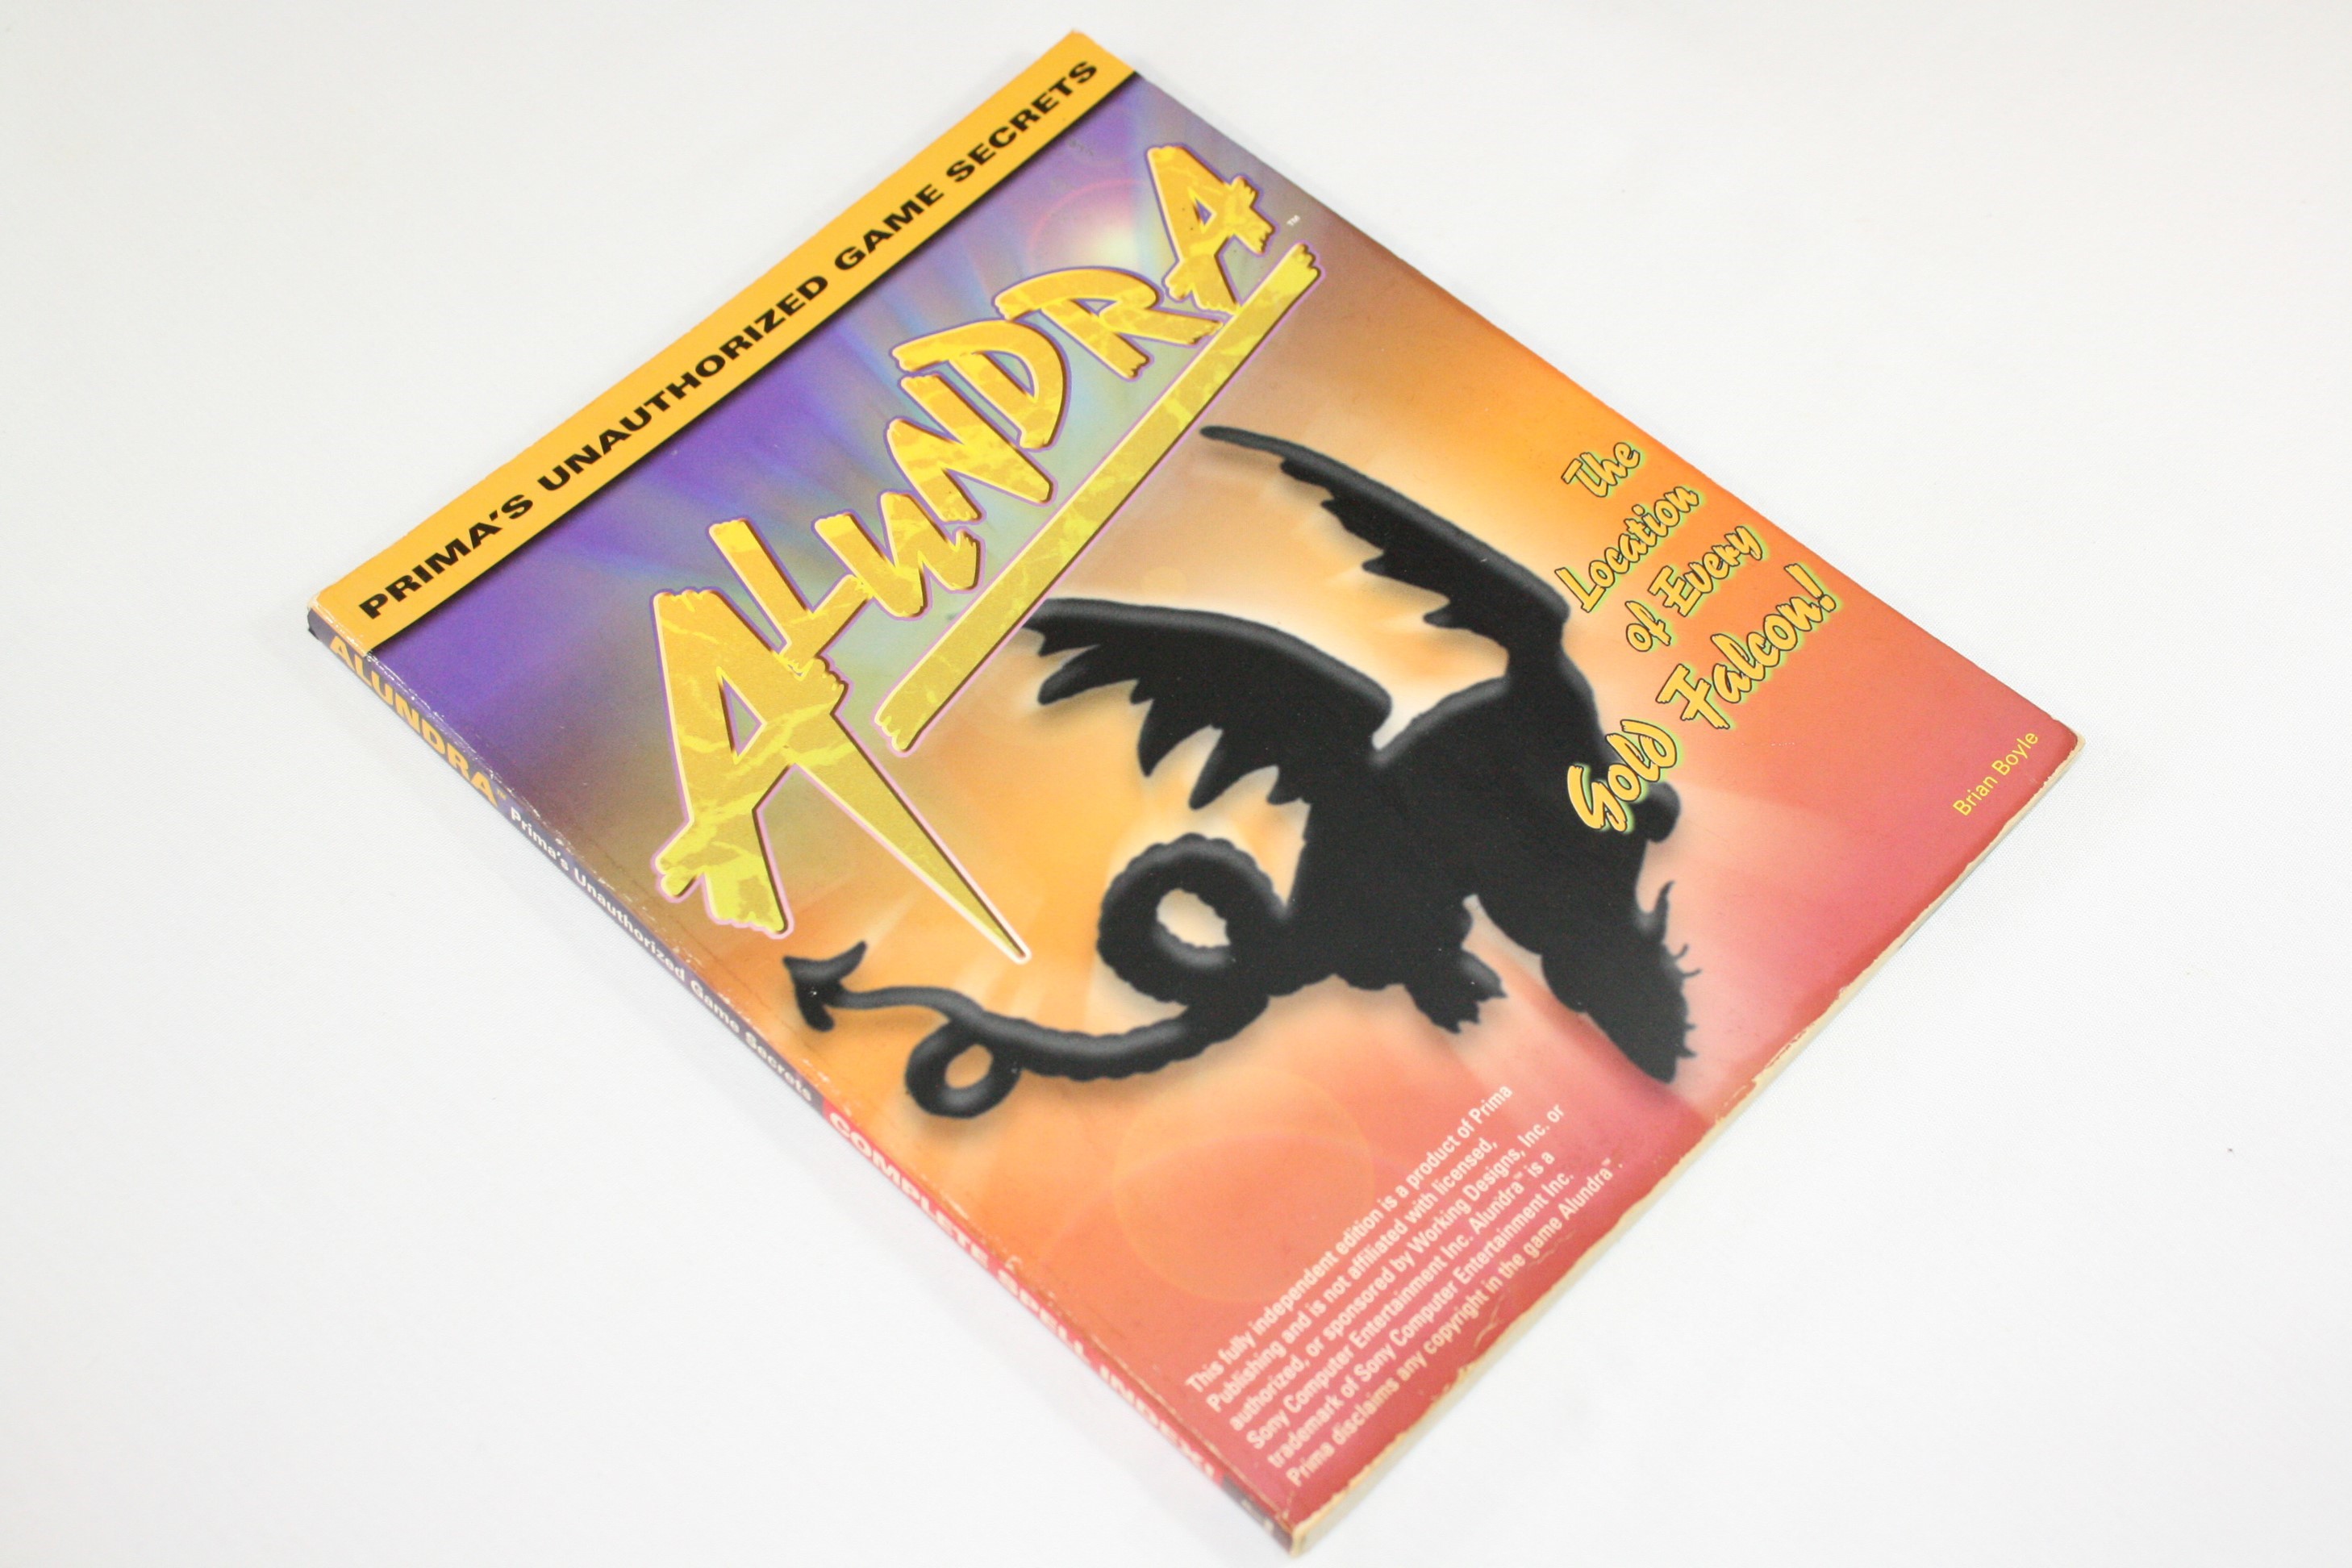 PRIMA'S UNAUTHORIZED GAME SECRETS
ALUNDRA™
The
Location
of Every
Gold Falcon!
Brian Boyle
This fully independent edition is a product of Prima
Publishing and is not affiliated with licensed,
authorized, or sponsored by Working Designs, Inc. or
Sony Computer Entertainment Inc. Alundra™ is a
trademark of Sony Computer Entertainment Inc.
Prima disclaims any copyright in the game Alundra™.
ALUNDRA™ Prima's Unauthorized Game Secrets COMPLETE SPELL INDEX!